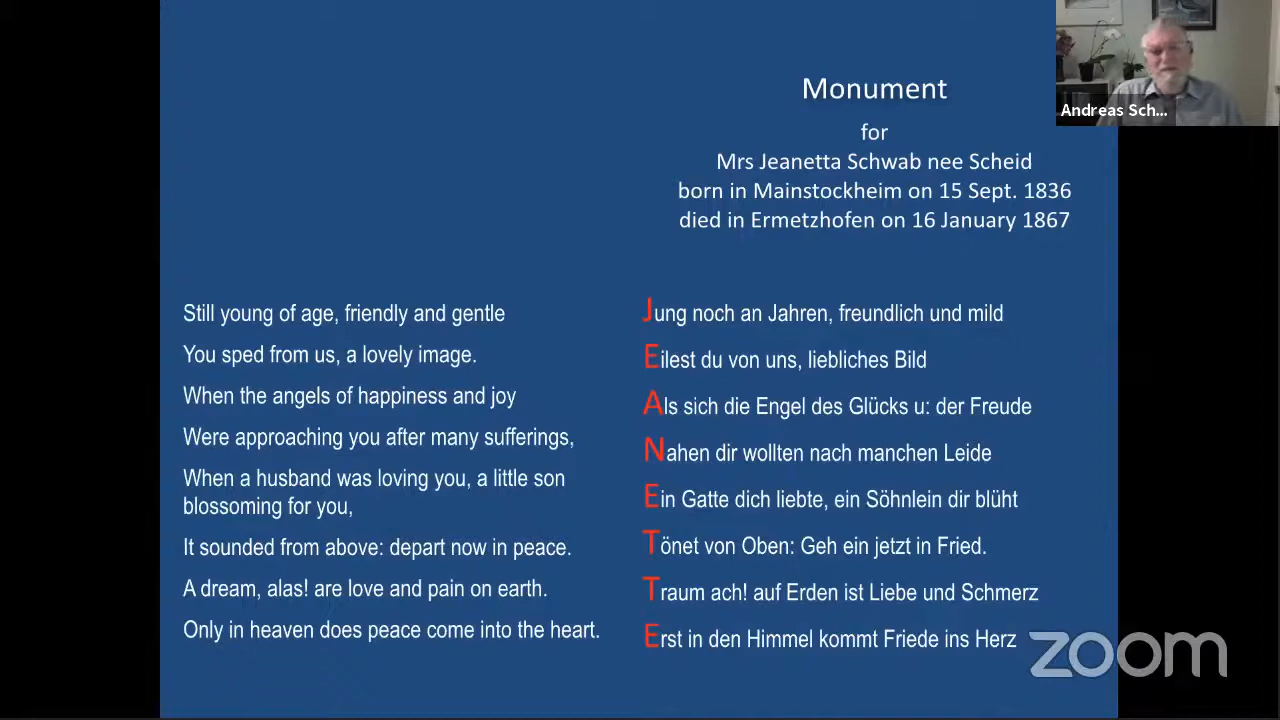 Monument
for
Mrs Jeanetta Schwab nee Scheid
born in Mainstockheim on 15 Sept. 1836
died in Ermetzhofen on 16 January 1867
Andreas Sch...
Still young of age, friendly and gentle
You sped from us, a lovely image.
When the angels of happiness and joy
Were approaching you after many sufferings,
When a husband was loving you, a little son
blossoming for you,
It sounded from above: depart now in peace.
A dream, alas! are love and pain on earth.
Only in heaven does peace come into the heart.
Jung noch an Jahren, freundlich und mild
Eilest du von uns, liebliches Bild
Als sich die Engel des Glücks u: der Freude
Nahen dir wollten nach manchen Leide
Ein Gatte dich liebte, ein Söhnlein dir blüht
Tönet von Oben: Geh ein jetzt in Fried.
Traum ach! auf Erden ist Liebe und Schmerz
Erst in den Himmel kommt Friede ins Herz
zoom